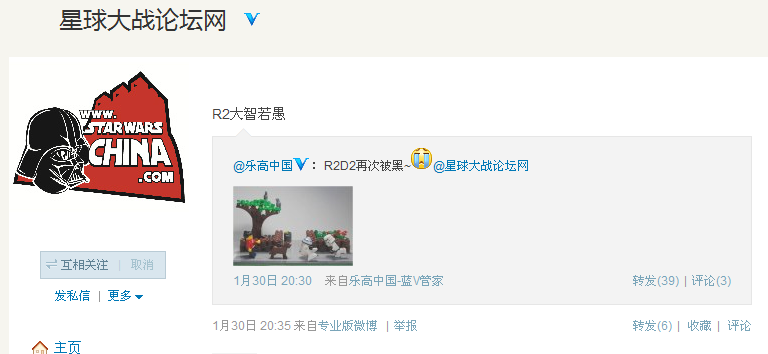 星球大战论坛网
WWW.
STAR WARS
CHINA
.COM
R2大智若愚
@乐高中国：R2D2再次被黑~@星球大战论坛网
1月30日 20:30 来自乐高中国-蓝V管家 转发(39) | 评论(3)
互相关注 | 取消
发私信 | 更多
1月30日 20:35 来自专业版微博 | 举报 转发(6) | 收藏 | 评论
主页